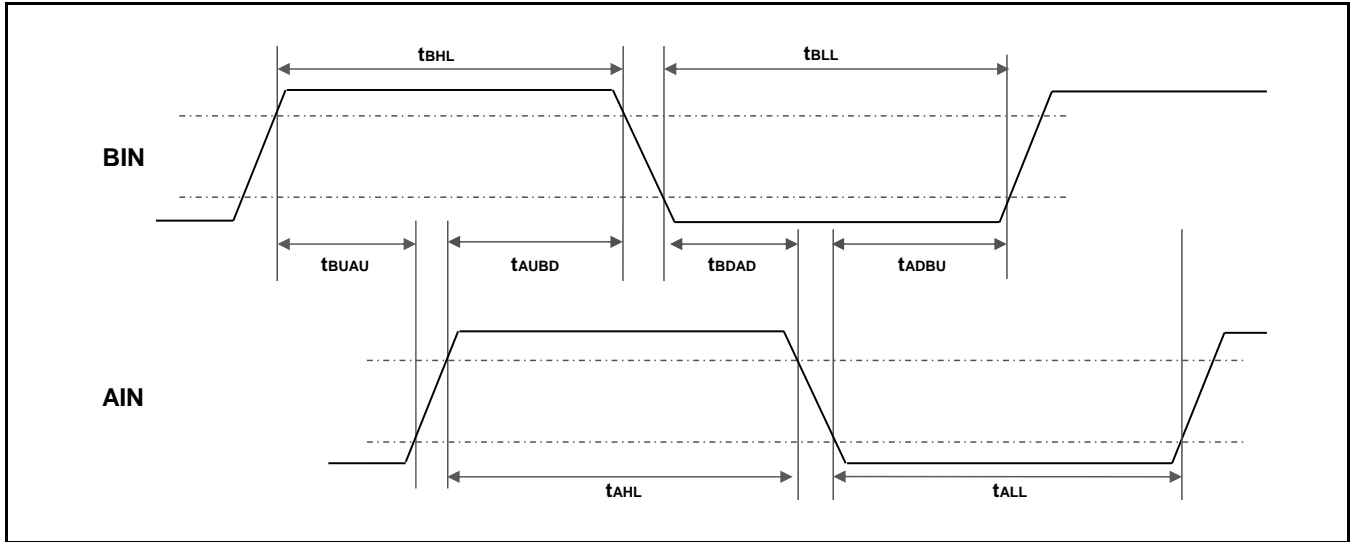 tBHL tBLL
BIN
tBUAU tAUBD tBDAD tADBU
AIN
tAHL tALL